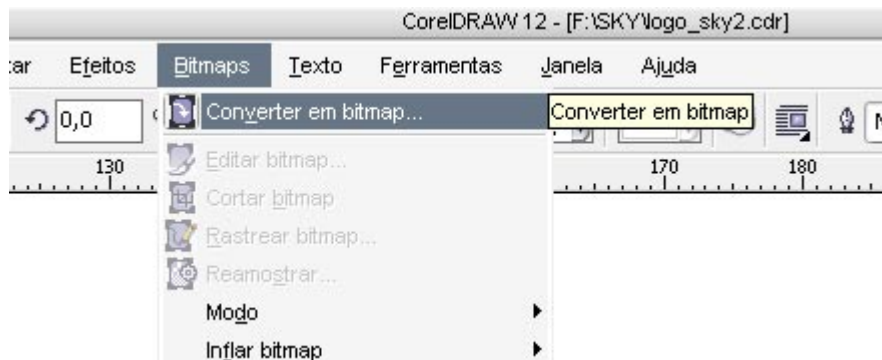 CorelDRAW 12 - [F:\SKY\logo_sky2.cdr]
tar Efeitos Bitmaps Texto Ferramentas Janela Ajuda
0,0
Converter em bitmap... Converter em bitmap
130 170 180
Editar bitmap...
Cortar bitmap
Rastrear bitmap...
Reamostrar...
Modo
Inflar bitmap